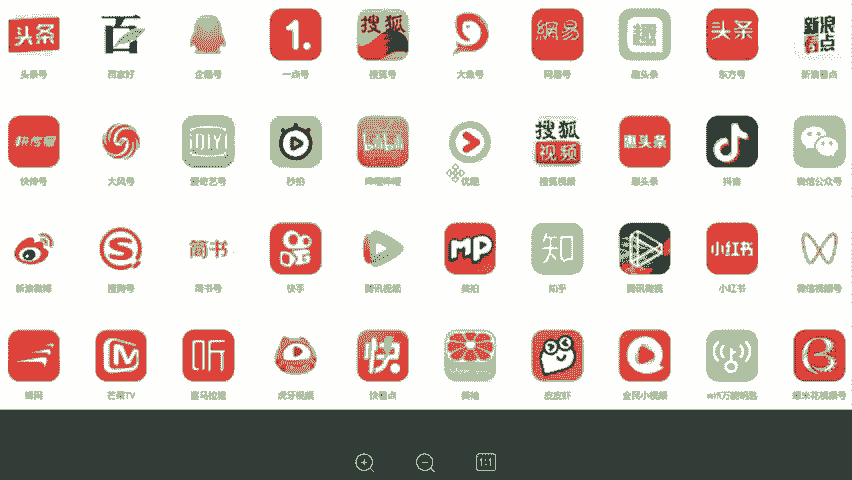 头条
百
1.
搜狐
網易
趣
头条
新浪
点
头条号
百家好
企鹅号
一点号
搜狐号
大鱼号
网易号
趣头条
东方号
新浪看点
快传号
iQIYI
搜狐
视频
惠头条
快传号
大风号
爱奇艺号
秒拍
哔哩哔哩
优酷
搜狐视频
惠头条
抖音
微信公众号
S
简书
MP
知
小红书
新浪微博
搜狗号
简书号
快手
腾讯视频
美拍
知乎
腾讯微视
小红书
微信视频号
听
快
蜂网
芒果TV
喜马拉雅
虎牙视频
快看点
美柚
皮皮虾
全民小视频
wifi万能钥匙
爆米花视频号
1:1